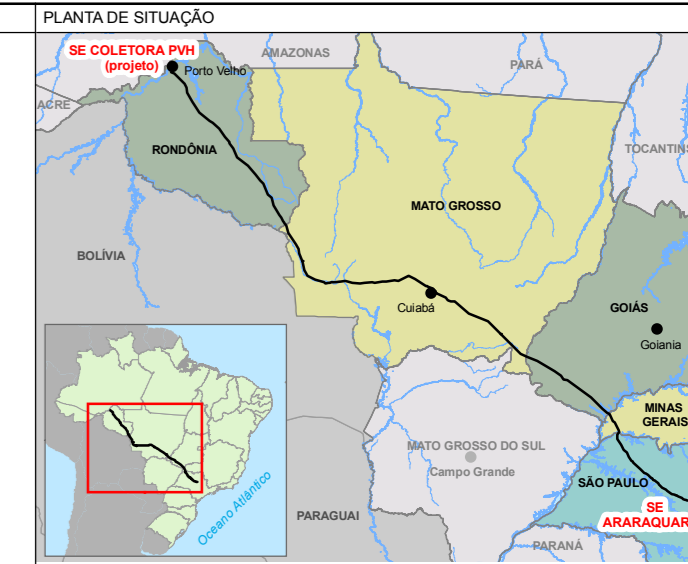 PLANTA DE SITUAÇÃO
SE COLETORA PVH
(projeto)
Porto Velho
AMAZONAS
PARÁ
ACRE
TOCANTINS
RONDÔNIA
MATO GROSSO
BOLÍVIA
Cuiabá
GOIÁS
Goiania
MINAS
GERAIS
MATO GROSSO DO SUL
Campo Grande
SÃO PAULO
SE
ARARAQUAR
PARAGUAI
PARANÁ
Oceano Atlântico